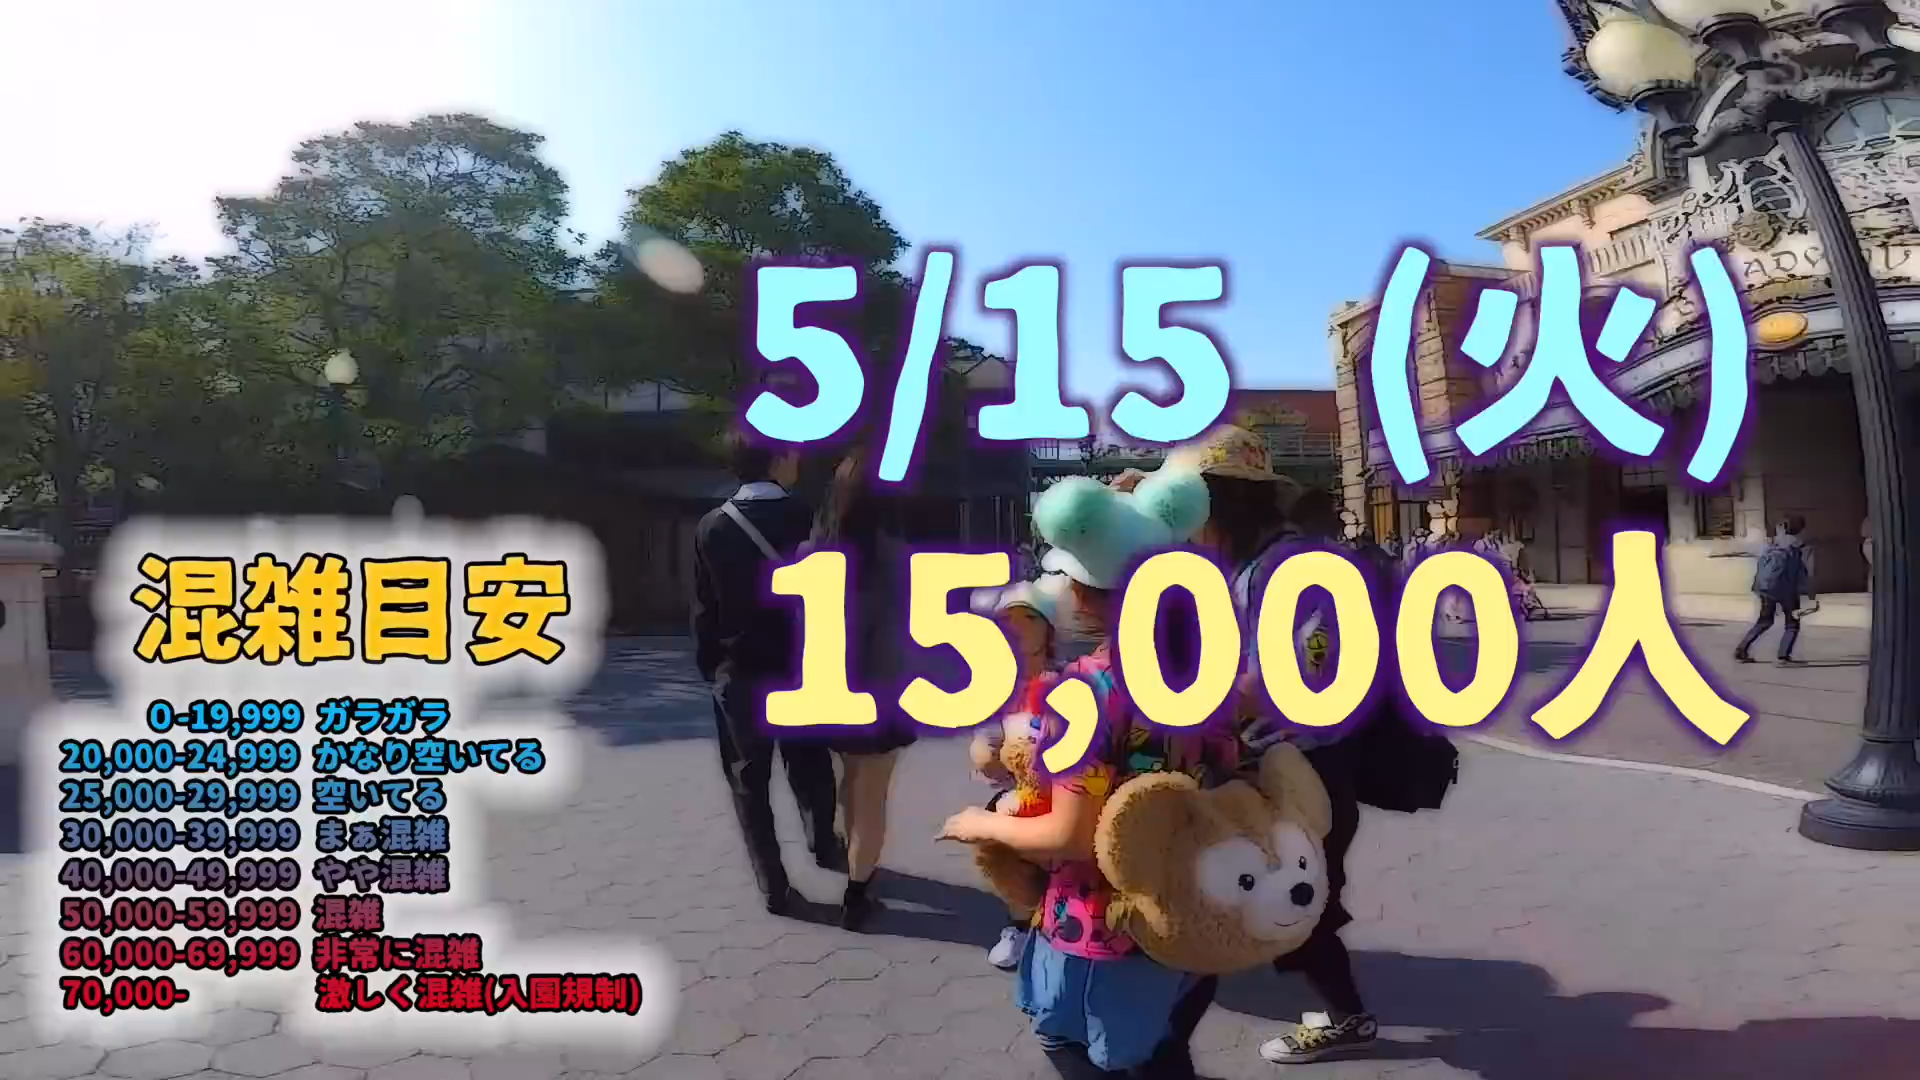 5/15 (火)
15,000人
混雑目安
0-19,999 ガラガラ
20,000-24,999 かなり空いてる
25,000-29,999 空いてる
30,000-39,999 まぁ混雑
40,000-49,999 やや混雑
50,000-59,999 混雑
60,000-69,999 非常に混雑
70,000- 激しく混雑(入園規制)